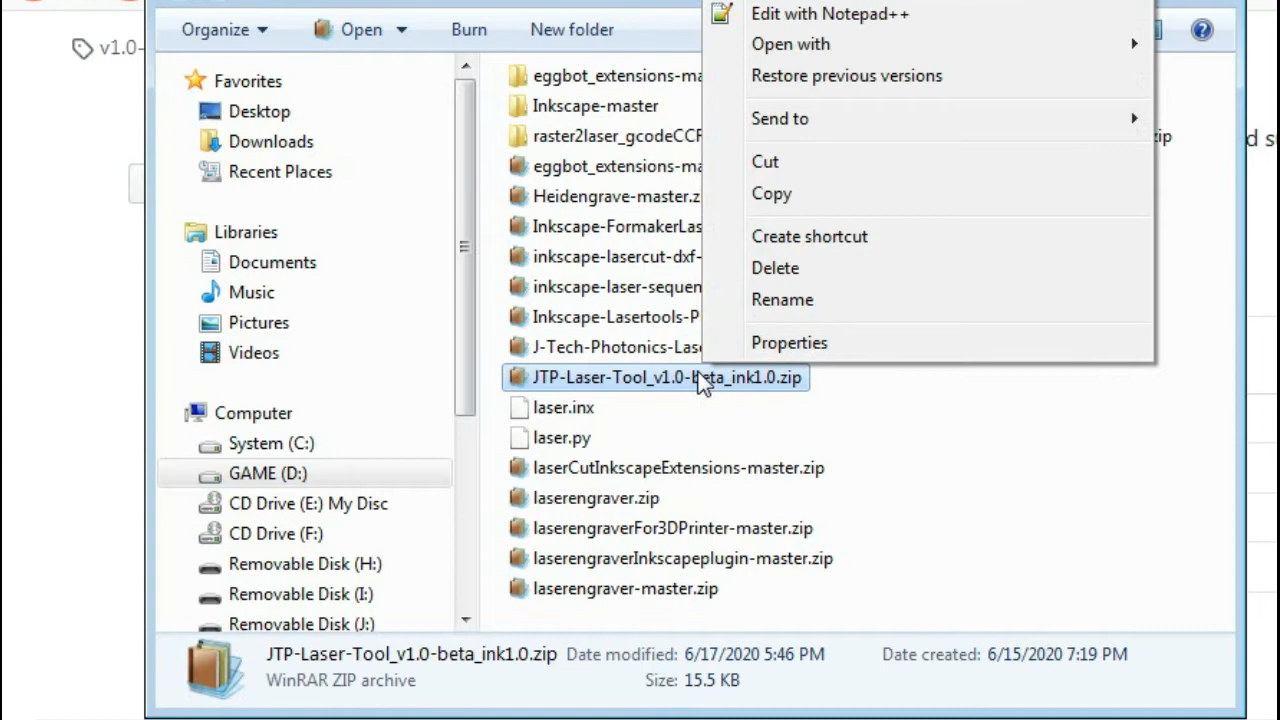 v1.0-
Organize
Open
Burn
New folder
Favorites
Desktop
Downloads
Recent Places
Libraries
Documents
Music
Pictures
Videos
Computer
System (C:)
GAME (D:)
CD Drive (E:) My Disc
CD Drive (F:)
Removable Disk (H:)
Removable Disk (I:)
Removable Disk (J:)
eggbot_extensions-ma
Inkscape-master
raster2laser_gcodeCCF
zip
eggbot_extensions-ma
Heidengrave-master.z
Inkscape-FormakerLas
inkscape-lasercut-dxf-
inkscape-laser-sequen
Inkscape-Lasertools-P
J-Tech-Photonics-Lase
JTP-Laser-Tool_v1.0-beta_ink1.0.zip
laser.inx
laser.py
laserCutInkscapeExtensions-master.zip
laserengraver.zip
laserengraverFor3DPrinter-master.zip
laserengraverInkscapeplugin-master.zip
laserengraver-master.zip
Edit with Notepad++
Open with
Restore previous versions
Send to
Cut
Copy
Create shortcut
Delete
Rename
Properties
d s
JTP-Laser-Tool_v1.0-beta_ink1.0.zip Date modified: 6/17/2020 5:46 PM Date created: 6/15/2020 7:19 PM
WinRAR ZIP archive Size: 15.5 KB